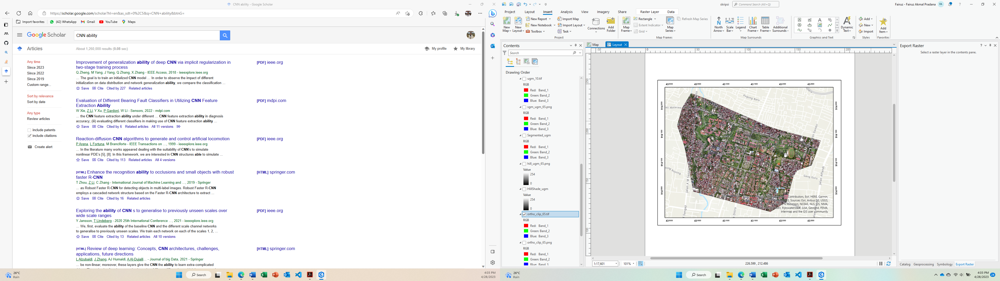 CNN ability - Google Scholar
https://scholar.google.com/scholar?hl=en&as_sdt=0%2C5&q=CNN+ability&btnG=
Import favorites (42) WhatsApp Gmail YouTube Maps
Google Scholar
CNN ability
Articles
About 1,260,000 results (0.08 sec)
My profile My library
Any time
Since 2023
Since 2022
Since 2019
Custom range...
Sort by relevance
Sort by date
Any type
Review articles
include patents
include citations
Create alert
Improvement of generalization ability of deep CNN via implicit regularization in
two-stage training process
Q Zheng, M Yang, J Yang, Q Zhang, X Zhang - IEEE Access, 2018 - ieeexplore.ieee.org
… The goal is to train an initialized CNN model … In order to observe the impact of different
initialization on data distribution and network generalization ability, we compare the classification …
Save Cite Cited by 227 Related articles
[PDF] ieee.org
Evaluation of Different Bearing Fault Classifiers in Utilizing CNN Feature
Extraction Ability
W Xie, Z Li, Y Xu, P Gardoni, W Li - Sensors, 2022 - mdpi.com
… the CNN feature extraction ability under different … CNN feature extraction ability in diagnosis
accuracy; (iii) evaluating different classifiers in making use of CNN feature extraction ability …
Save Cite Cited by 6 Related articles All 11 versions
[PDF] mdpi.com
Reaction-diffusion CNN algorithms to generate and control artificial locomotion
P Arena, L Fortuna, M Branciforte - IEEE Transactions on …, 1999 - ieeexplore.ieee.org
… In the literature many works appeared dealing with the suitability of CNN's to simulate
nonlinear PDE's [5], [8]. In this framework, we are interested in CNN structures able to simulate …
Save Cite Cited by 113 Related articles All 4 versions
[PDF] ieee.org
[HTML] Enhance the recognition ability to occlusions and small objects with robust
faster R-CNN
T Zhou, Z Li, C Zhang - International Journal of Machine Learning and …, 2019 - Springer
… as Robust Faster R-CNN for detecting objects in multi-label images. Robust Faster R-CNN
employs a cascaded network structure based on the Faster R-CNN architecture to extract …
Save Cite Cited by 16 Related articles
[HTML] springer.com
Exploring the ability of CNN s to generalise to previously unseen scales over
wide scale ranges
Y Jansson, T Lindeberg - 2020 25th International Conference …, 2021 - ieeexplore.ieee.org
… We, first, evaluate the ability of the baseline CNN and the different scale channel networks
to generalise to previously unseen scales. We train each network on each of the scales 1, 2, …
Save Cite Cited by 13 Related articles All 10 versions
[PDF] ieee.org
[HTML] Review of deep learning: Concepts, CNN architectures, challenges,
applications, future directions
L Alzubaidi, J Zhang, AJ Humaidi, A Al-Dujaili… - Journal of big Data, 2021 - Springer
… be non-linear; moreover, these layers give the CNN the ability to learn extra-complicated
[HTML] springer.com
26°C
Rain
Search
4:03 PM
4/28/2023
skripsi
Command Search (Alt+Q)
Fairuz - Fairuz Akmal Pradana FA
Project Layout Insert Analysis View Imagery Share Raster Layer Data
New Map
New Layout
New Report
New Notebook
Toolbox
Import Map
Import Layout
Task
Connections
Add Folder
Project
Map Frame
Rectangle
Extent Indicator
Grid
Map Series
Refresh Map Series
Map Frames
North Arrow
Scale Bar
Legend
Chart Frame
Table Frame
Additional Surrounds
Map Surrounds
Graphics and Text
Dynamic Text
Add
New
Import
Styles
Add Item
Favorites
Contents
Search
Drawing Order
ugm_10.tif
RGB
Red: Band_1
Green: Band_2
Blue: Band_3
sgm_ugm_65.png
RGB
Red: Band_1
Green: Band_2
Blue: Band_3
Segmented_ugm
RGB
Red: Band_1
Green: Band_2
Blue: Band_3
hill_ugm_65.png
Value
254
0
HillShade_ugm
Value
254
0
ortho_clip_65.tif
RGB
Red: Band_1
Green: Band_2
Blue: Band_3
ortho_clip_65.png
RGB
Red: Band_1
Green: Band_2
Blue: Band_3
Map Layout
-50 0 50 100 150 200
250
200
150
100
430000 430500 431000 431500 432000 432500
9142000
9141500
9141000
9140500
9142000
9141500
9141000
9140500
430000 430500 431000 431500 432000 432500
Utara
Pogung Baru
ati Mataram
Gang Guru
Jalan Affandi
Jalan A M San
Sangaji
K Ditiro
Contributors, Esri, HERE, Garmin,
Sources: Esri, Airbus DS, USGS,
N Robinson, NCEAS, NLS, OS, NMA,
Rijkswaterstaat, GSA, Geoland, FEMA,
Intermap and the GIS user community
1:17,601
101%
226.599 , 212.486
Export Raster
Select a raster layer in the contents pane.
Catalog Geoprocessing Symbology Export Raster
26°C
Rain
Search
4:03 PM
4/28/2023
24